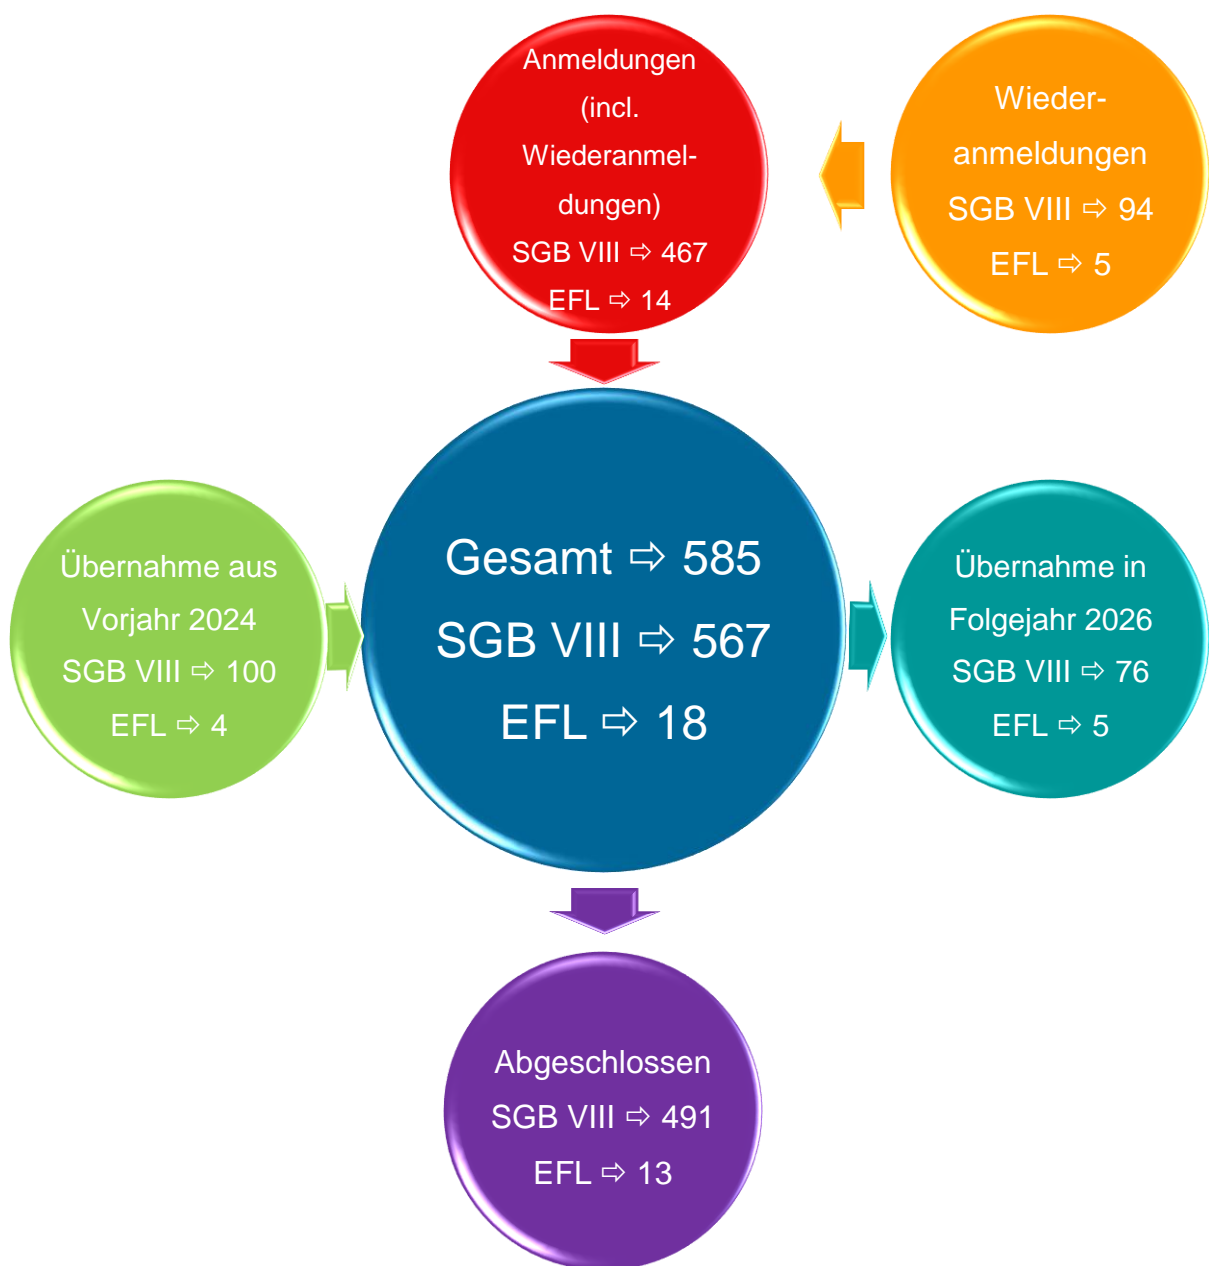 Anmeldungen
(incl.
Wiederanmel-
dungen)
SGB VIII ⇨ 467
EFL ⇨ 14
Wieder-
anmeldungen
SGB VIII ⇨ 94
EFL ⇨ 5
Übernahme aus
Vorjahr 2024
SGB VIII ⇨ 100
EFL ⇨ 4
Gesamt ⇨ 585
SGB VIII ⇨ 567
EFL ⇨ 18
Übernahme in
Folgejahr 2026
SGB VIII ⇨ 76
EFL ⇨ 5
Abgeschlossen
SGB VIII ⇨ 491
EFL ⇨ 13